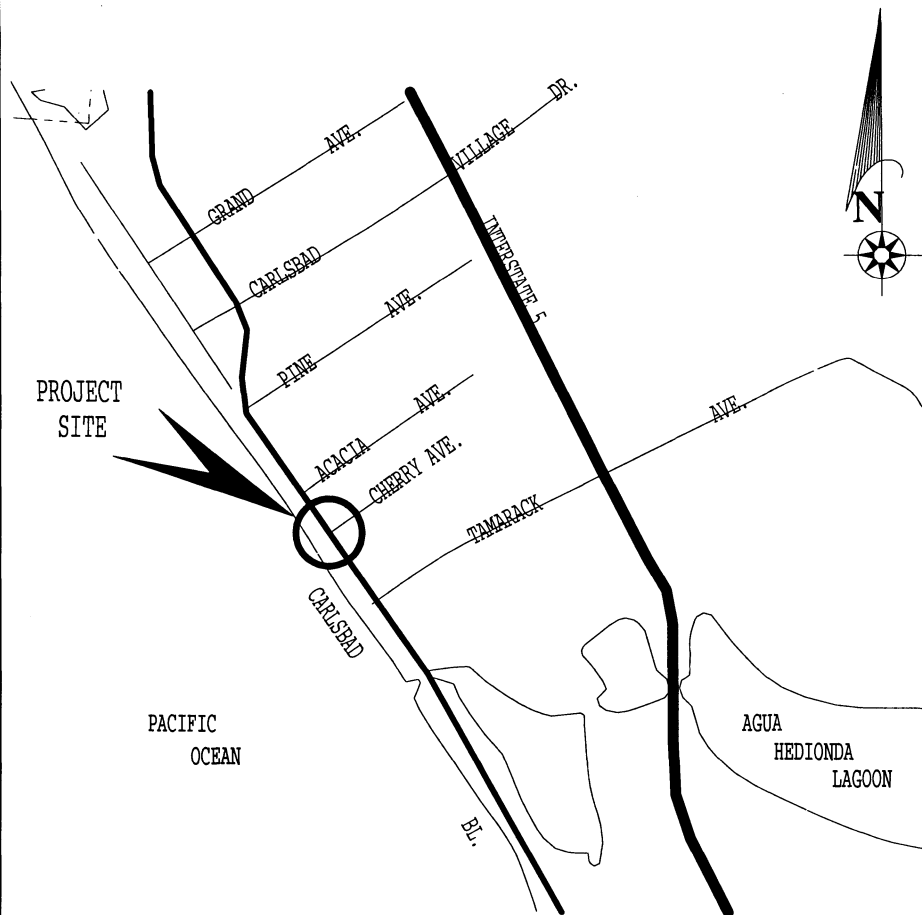 GRAND AVE.
CARLSBAD VILLAGE DR.
INTERSTATE 5
PINE AVE.
PROJECT
SITE
ACACIA AVE.
CHERRY AVE.
TAMARACK AVE.
CARLSBAD BL.
PACIFIC
OCEAN
AGUA
HEDIONDA
LAGOON
N